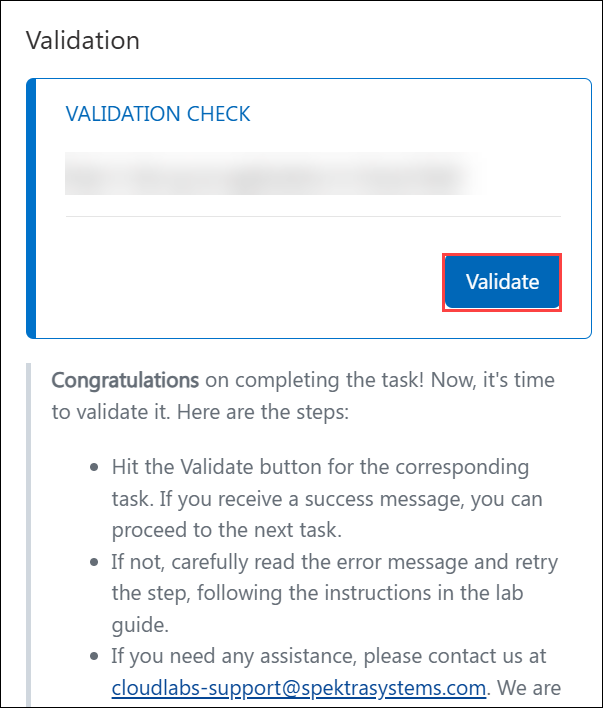 Validation
VALIDATION CHECK
Validate
Congratulations on completing the task! Now, it's time
to validate it. Here are the steps:
• Hit the Validate button for the corresponding
task. If you receive a success message, you can
proceed to the next task.
• If not, carefully read the error message and retry
the step, following the instructions in the lab
guide.
• If you need any assistance, please contact us at
cloudlabs-support@spektrasystems.com. We are